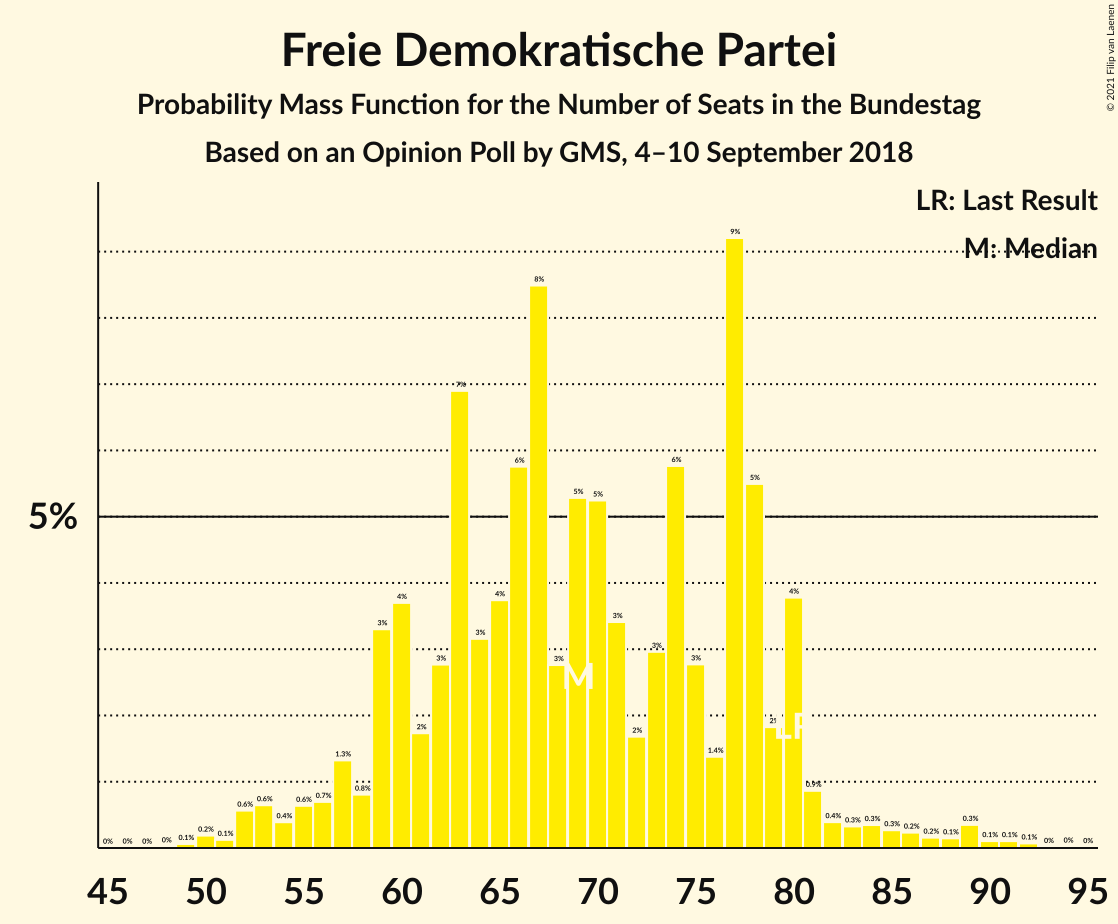 © 2021 Filip van Laenen
Freie Demokratische Partei
Probability Mass Function for the Number of Seats in the Bundestag
Based on an Opinion Poll by GMS, 4–10 September 2018
LR: Last Result
M: Median
5%
0% 0% 0% 0% 0.1% 0.2% 0.1% 0.6% 0.6% 0.4% 0.6% 0.7% 1.3% 0.8% 3% 4% 2% 3% 7% 3% 4% 6% 8% 3% 5% 5% 3% 2% 3% 6% 3% 1.4% 9% 5% 2% 4% 0.9% 0.4% 0.3% 0.3% 0.3% 0.2% 0.2% 0.1% 0.3% 0.1% 0.1% 0.1% 0% 0% 0%
M
LR
45 50 55 60 65 70 75 80 85 90 95